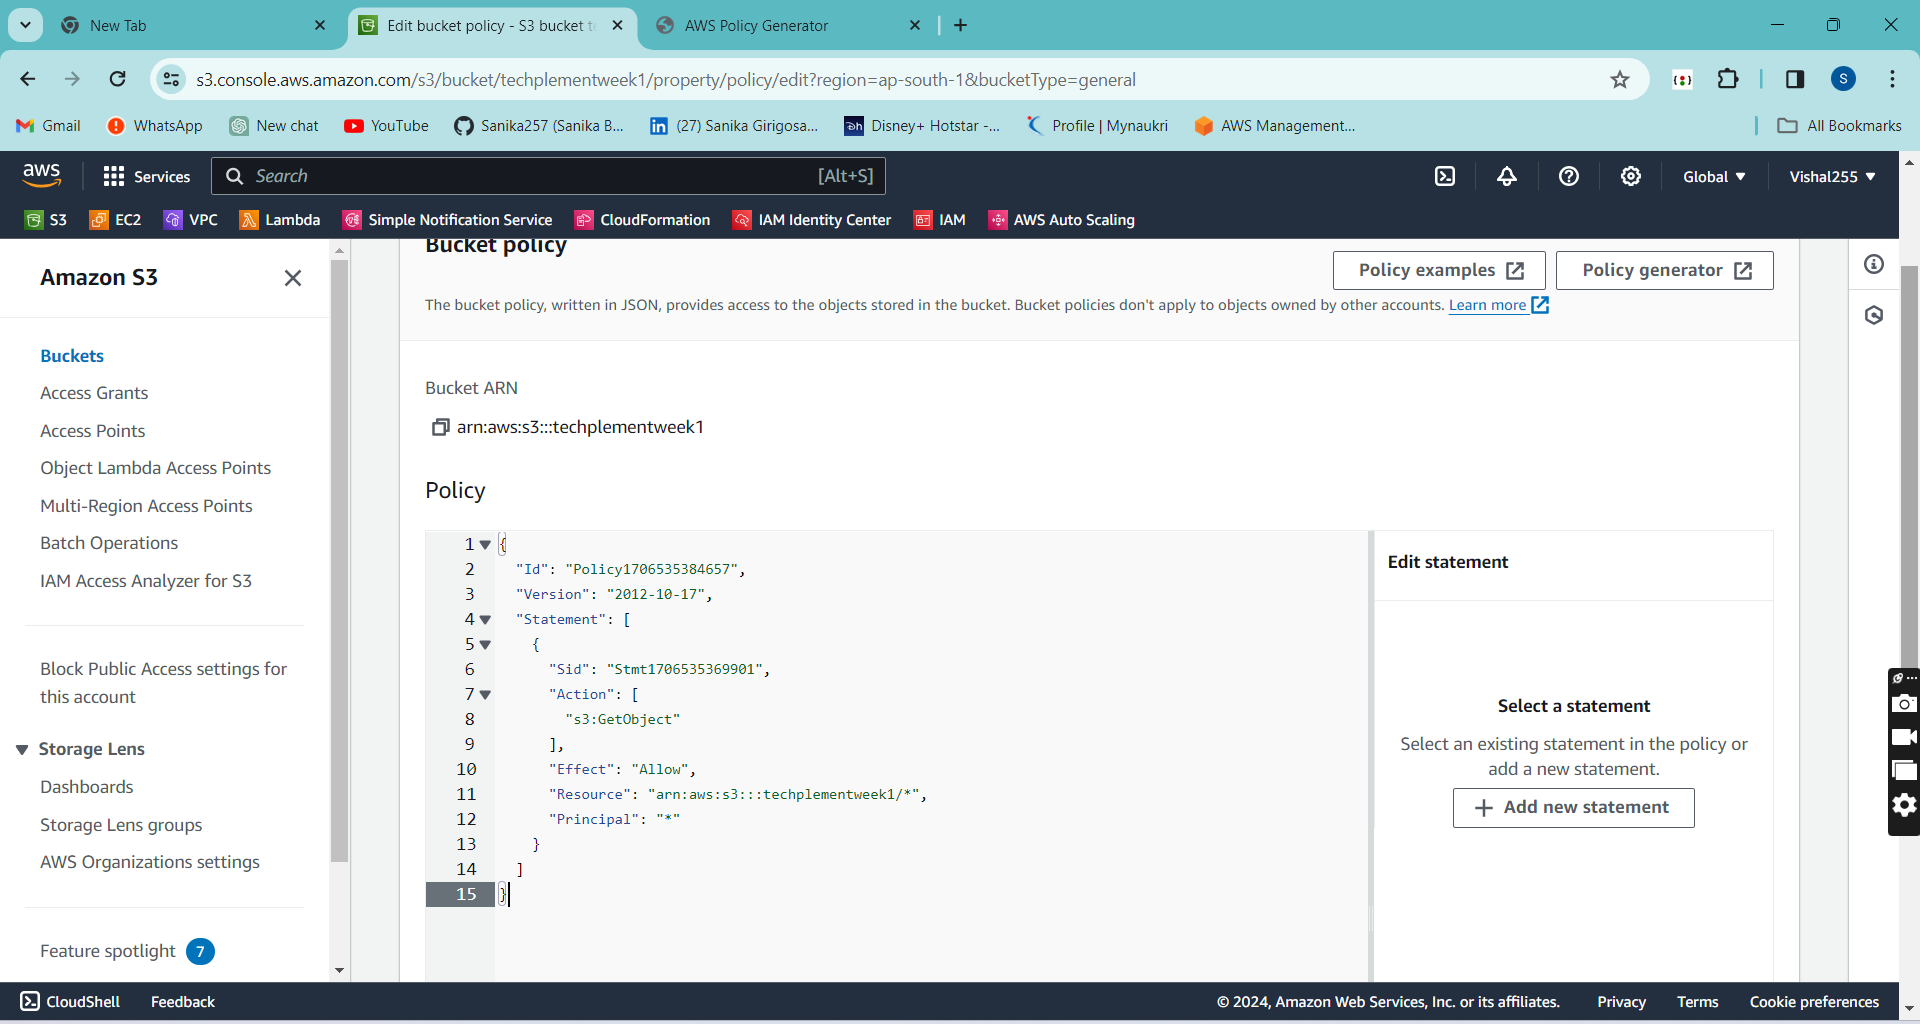 New Tab
Edit bucket policy - S3 bucket te
AWS Policy Generator
s3.console.aws.amazon.com/s3/bucket/techplementweek1/property/policy/edit?region=ap-south-1&bucketType=general
S
Gmail
WhatsApp
New chat
YouTube
Sanika257 (Sanika B...
(27) Sanika Girigosa...
Disney+ Hotstar -...
Profile | Mynaukri
AWS Management...
All Bookmarks
aws
Services
Search
[Alt+S]
Global
Vishal255
S3
EC2
VPC
Lambda
Simple Notification Service
CloudFormation
IAM Identity Center
IAM
AWS Auto Scaling
Amazon S3
Buckets
Access Grants
Access Points
Object Lambda Access Points
Multi-Region Access Points
Batch Operations
IAM Access Analyzer for S3
Block Public Access settings for
this account
Storage Lens
Dashboards
Storage Lens groups
AWS Organizations settings
Feature spotlight 7
Bucket policy
Policy examples
Policy generator
The bucket policy, written in JSON, provides access to the objects stored in the bucket. Bucket policies don't apply to objects owned by other accounts. Learn more
Bucket ARN
arn:aws:s3:::techplementweek1
Policy
1 {
2 "Id": "Policy1706535384657",
3 "Version": "2012-10-17",
4 "Statement": [
5 {
6 "Sid": "Stmt1706535369901",
7 "Action": [
8 "s3:GetObject"
9 ],
10 "Effect": "Allow",
11 "Resource": "arn:aws:s3:::techplementweek1/*",
12 "Principal": "*"
13 }
14 ]
15 }
Edit statement
Select a statement
Select an existing statement in the policy or
add a new statement.
Add new statement
CloudShell
Feedback
© 2024, Amazon Web Services, Inc. or its affiliates.
Privacy
Terms
Cookie preferences